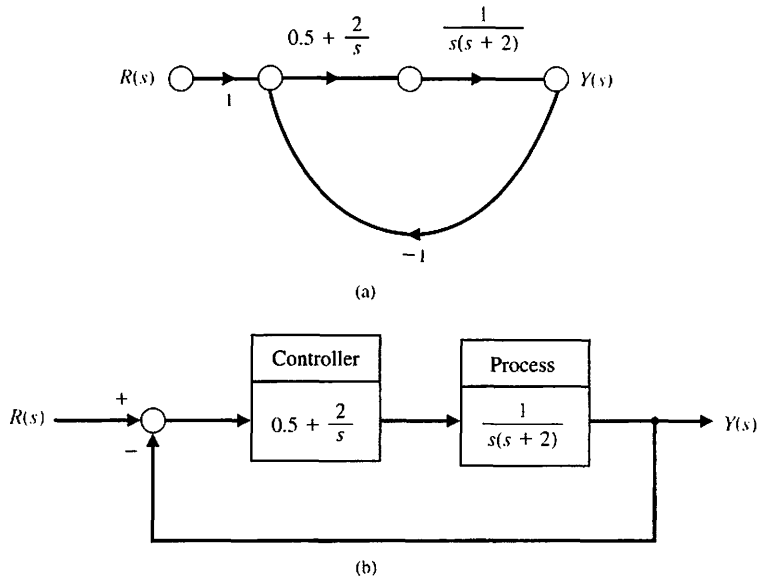 0.5 + 2/s
1/s(s + 2)
R(s)
1
Y(s)
−1
(a)
Controller
Process
R(s)
+
−
0.5 + 2/s
1/s(s + 2)
Y(s)
(b)